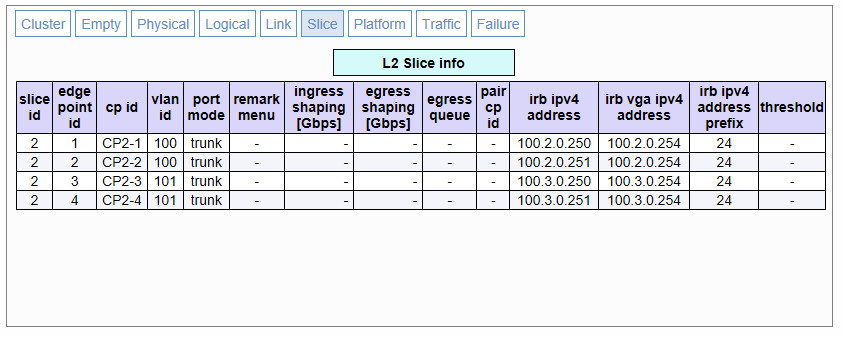 Cluster Empty Physical Logical Link Slice Platform Traffic Failure
L2 Slice info
slice id edge point id cp id vlan id port mode remark menu ingress shaping [Gbps] egress shaping [Gbps] egress queue pair cp id irb ipv4 address irb vga ipv4 address irb ipv4 address prefix threshold
2 1 CP2-1 100 trunk - - - - - 100.2.0.250 100.2.0.254 24 -
2 2 CP2-2 100 trunk - - - - - 100.2.0.251 100.2.0.254 24 -
2 3 CP2-3 101 trunk - - - - - 100.3.0.250 100.3.0.254 24 -
2 4 CP2-4 101 trunk - - - - - 100.3.0.251 100.3.0.254 24 -